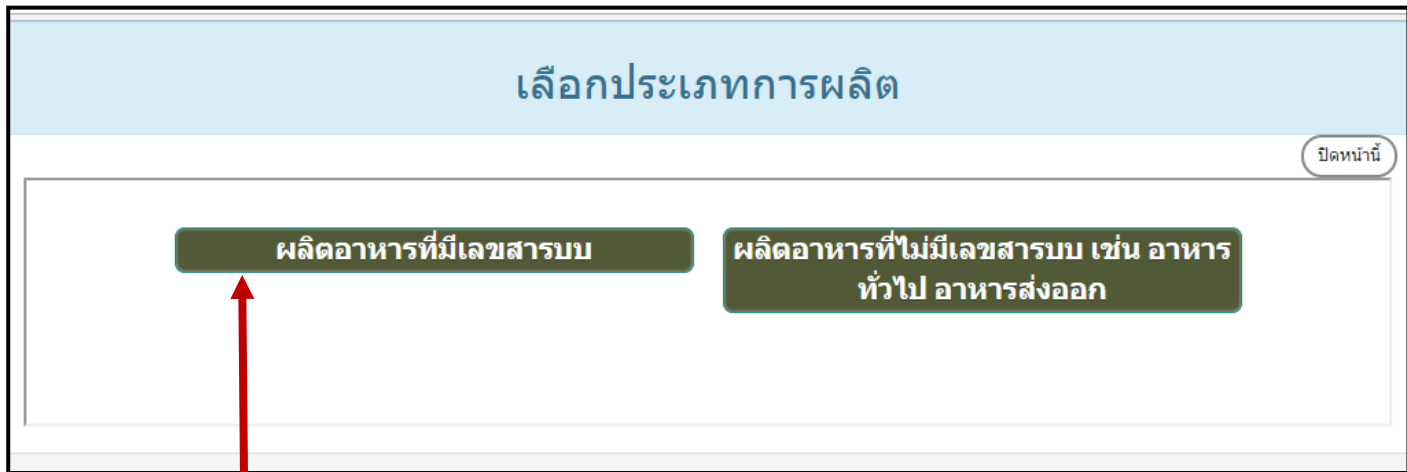 เลือกประเภทการผลิต
ปิดหน้านี้
ผลิตอาหารที่มีเลขสารบบ
ผลิตอาหารที่ไม่มีเลขสารบบ เช่น อาหาร
ทั่วไป อาหารส่งออก